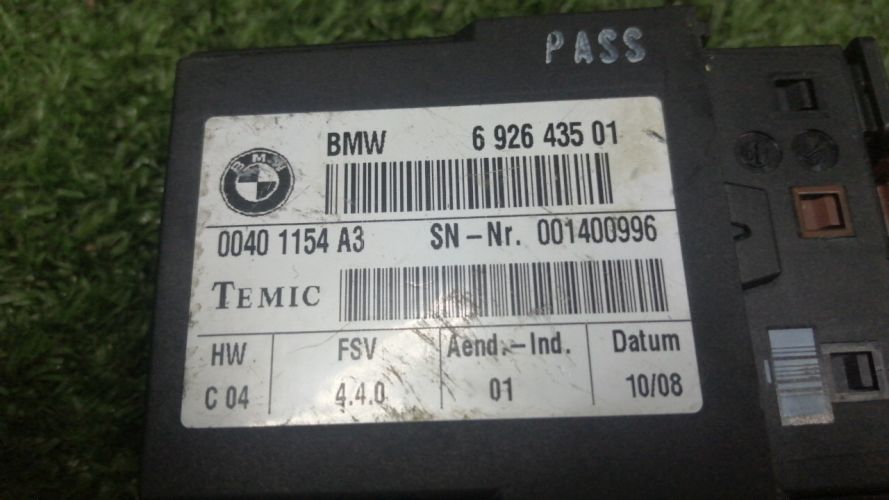 PASS
BMW 6 926 435 01
BMW
0040 1154 A3 SN-Nr. 001400996
TEMIC
HW FSV Aend.-Ind. Datum
C 04 4.4.0 01 10/08